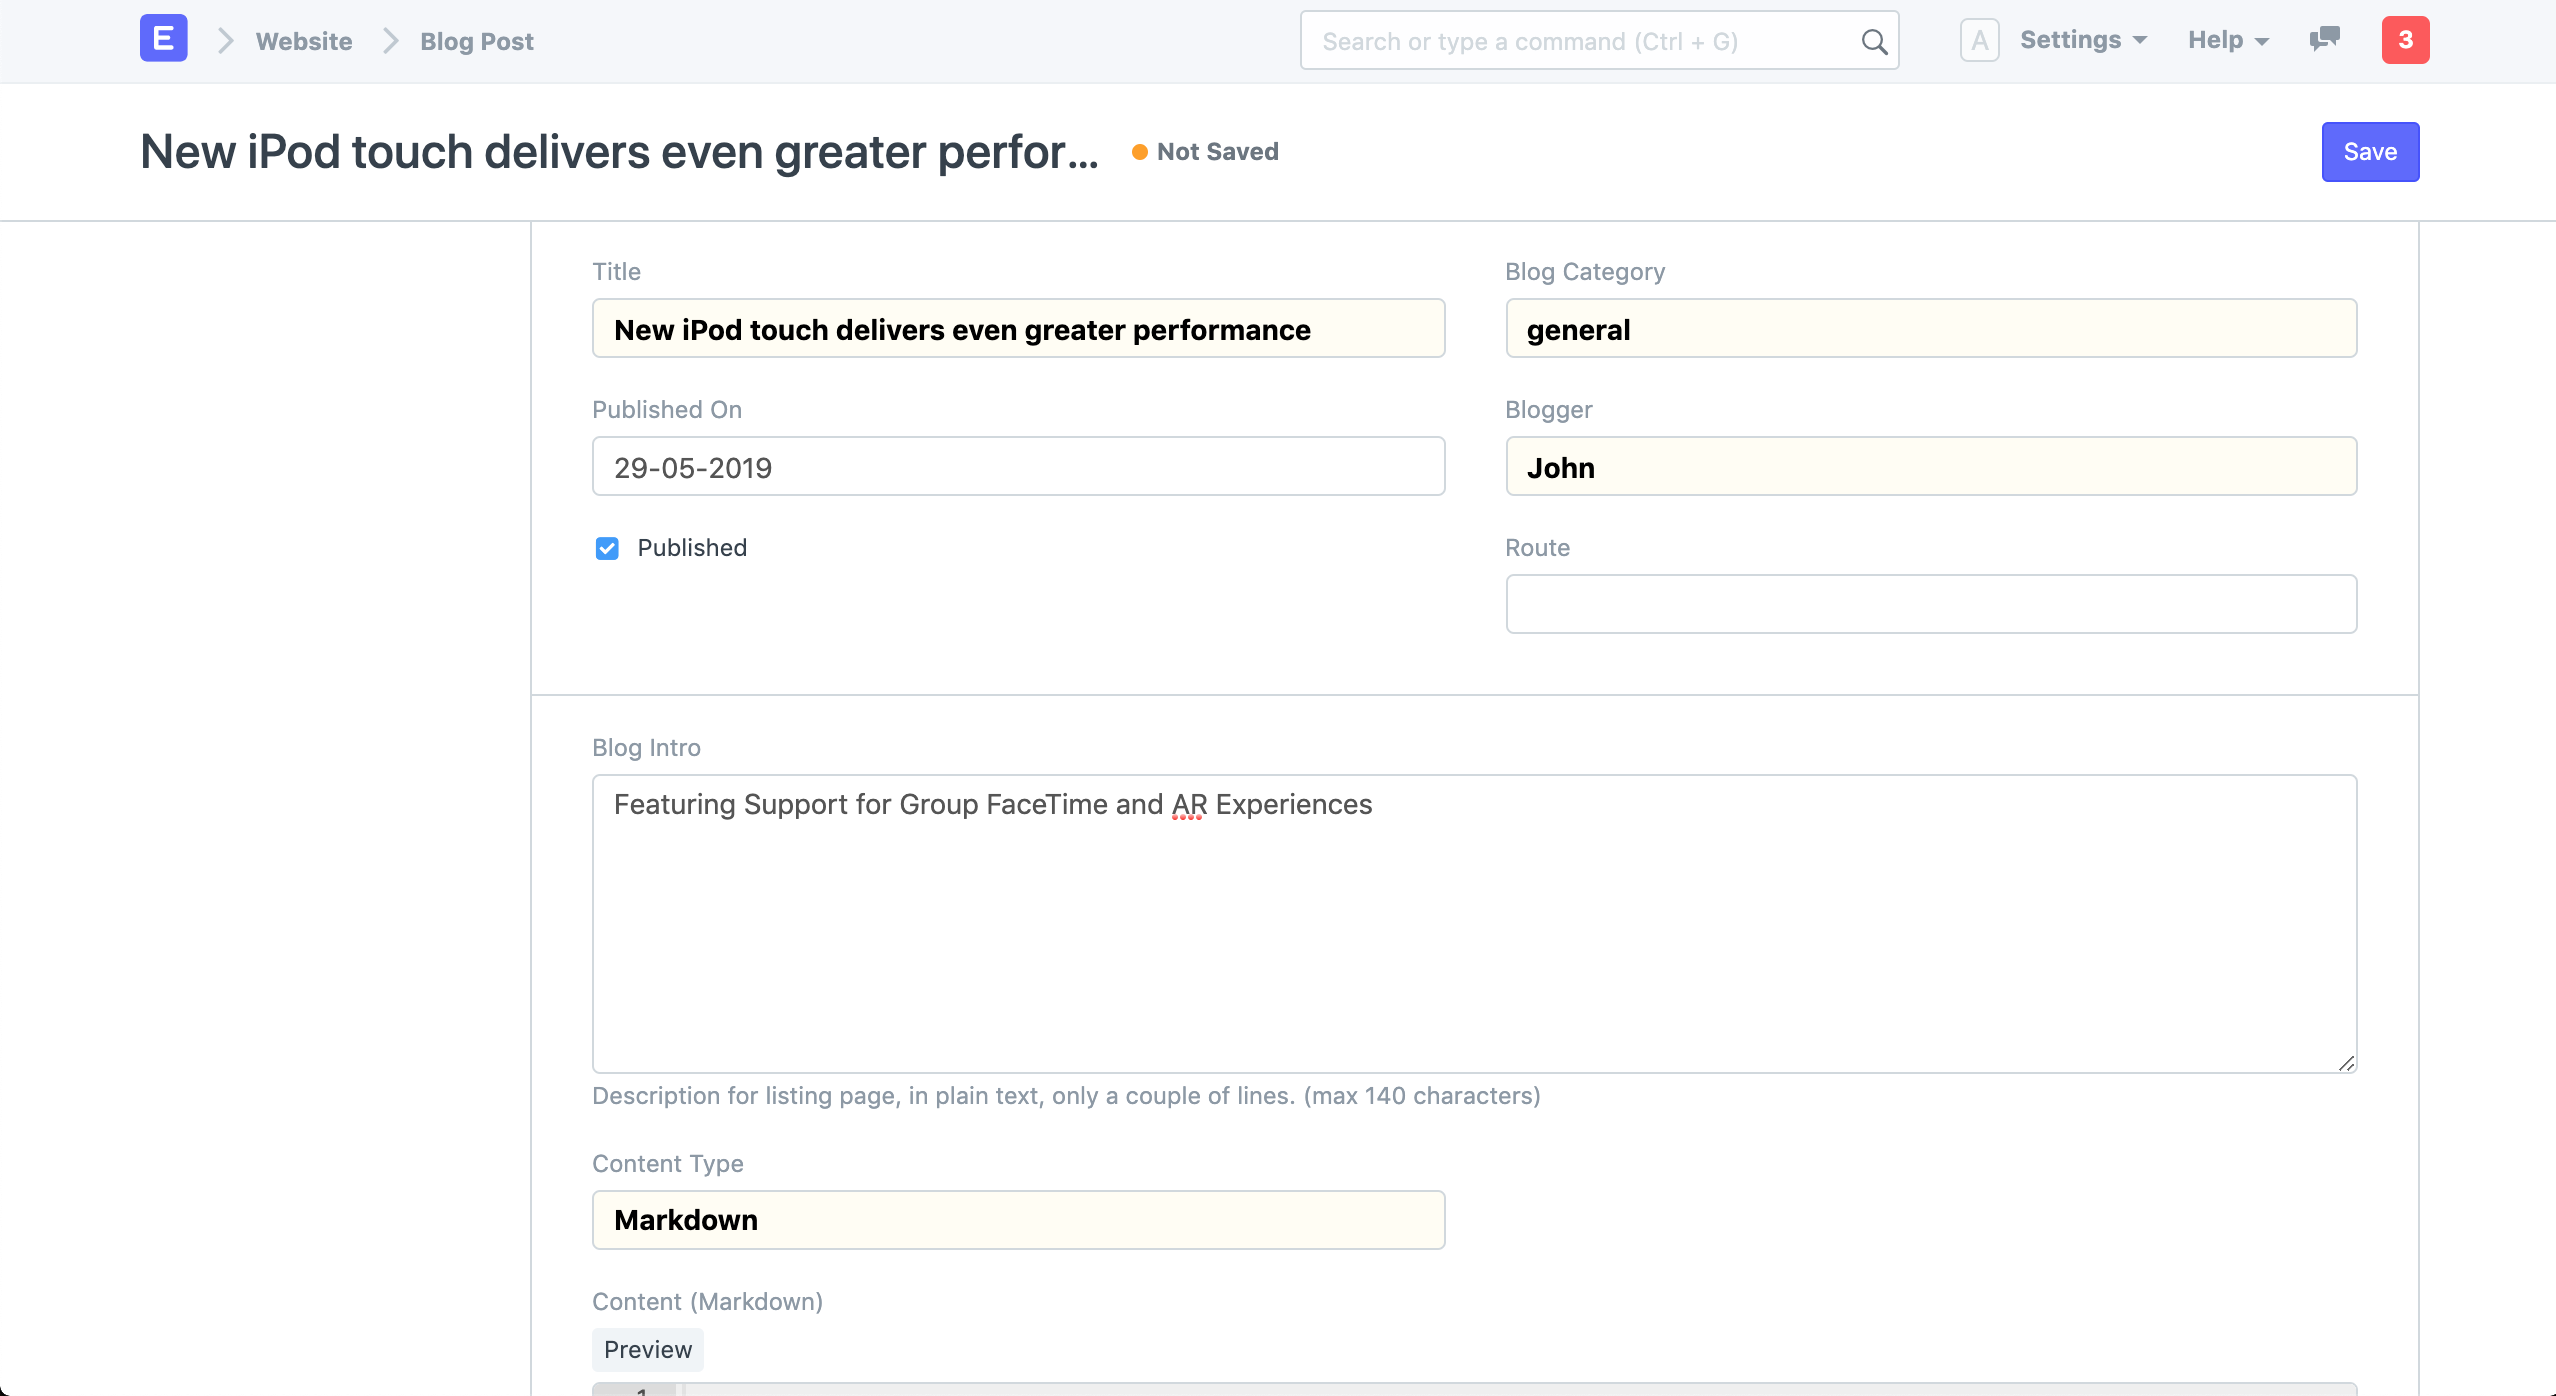 E Website Blog Post Search or type a command (Ctrl + G) A Settings Help 3
New iPod touch delivers even greater perfor... Not Saved Save
Title Blog Category
New iPod touch delivers even greater performance general
Published On Blogger
29-05-2019 John
Published Route
Blog Intro
Featuring Support for Group FaceTime and AR Experiences
Description for listing page, in plain text, only a couple of lines. (max 140 characters)
Content Type
Markdown
Content (Markdown)
Preview
1